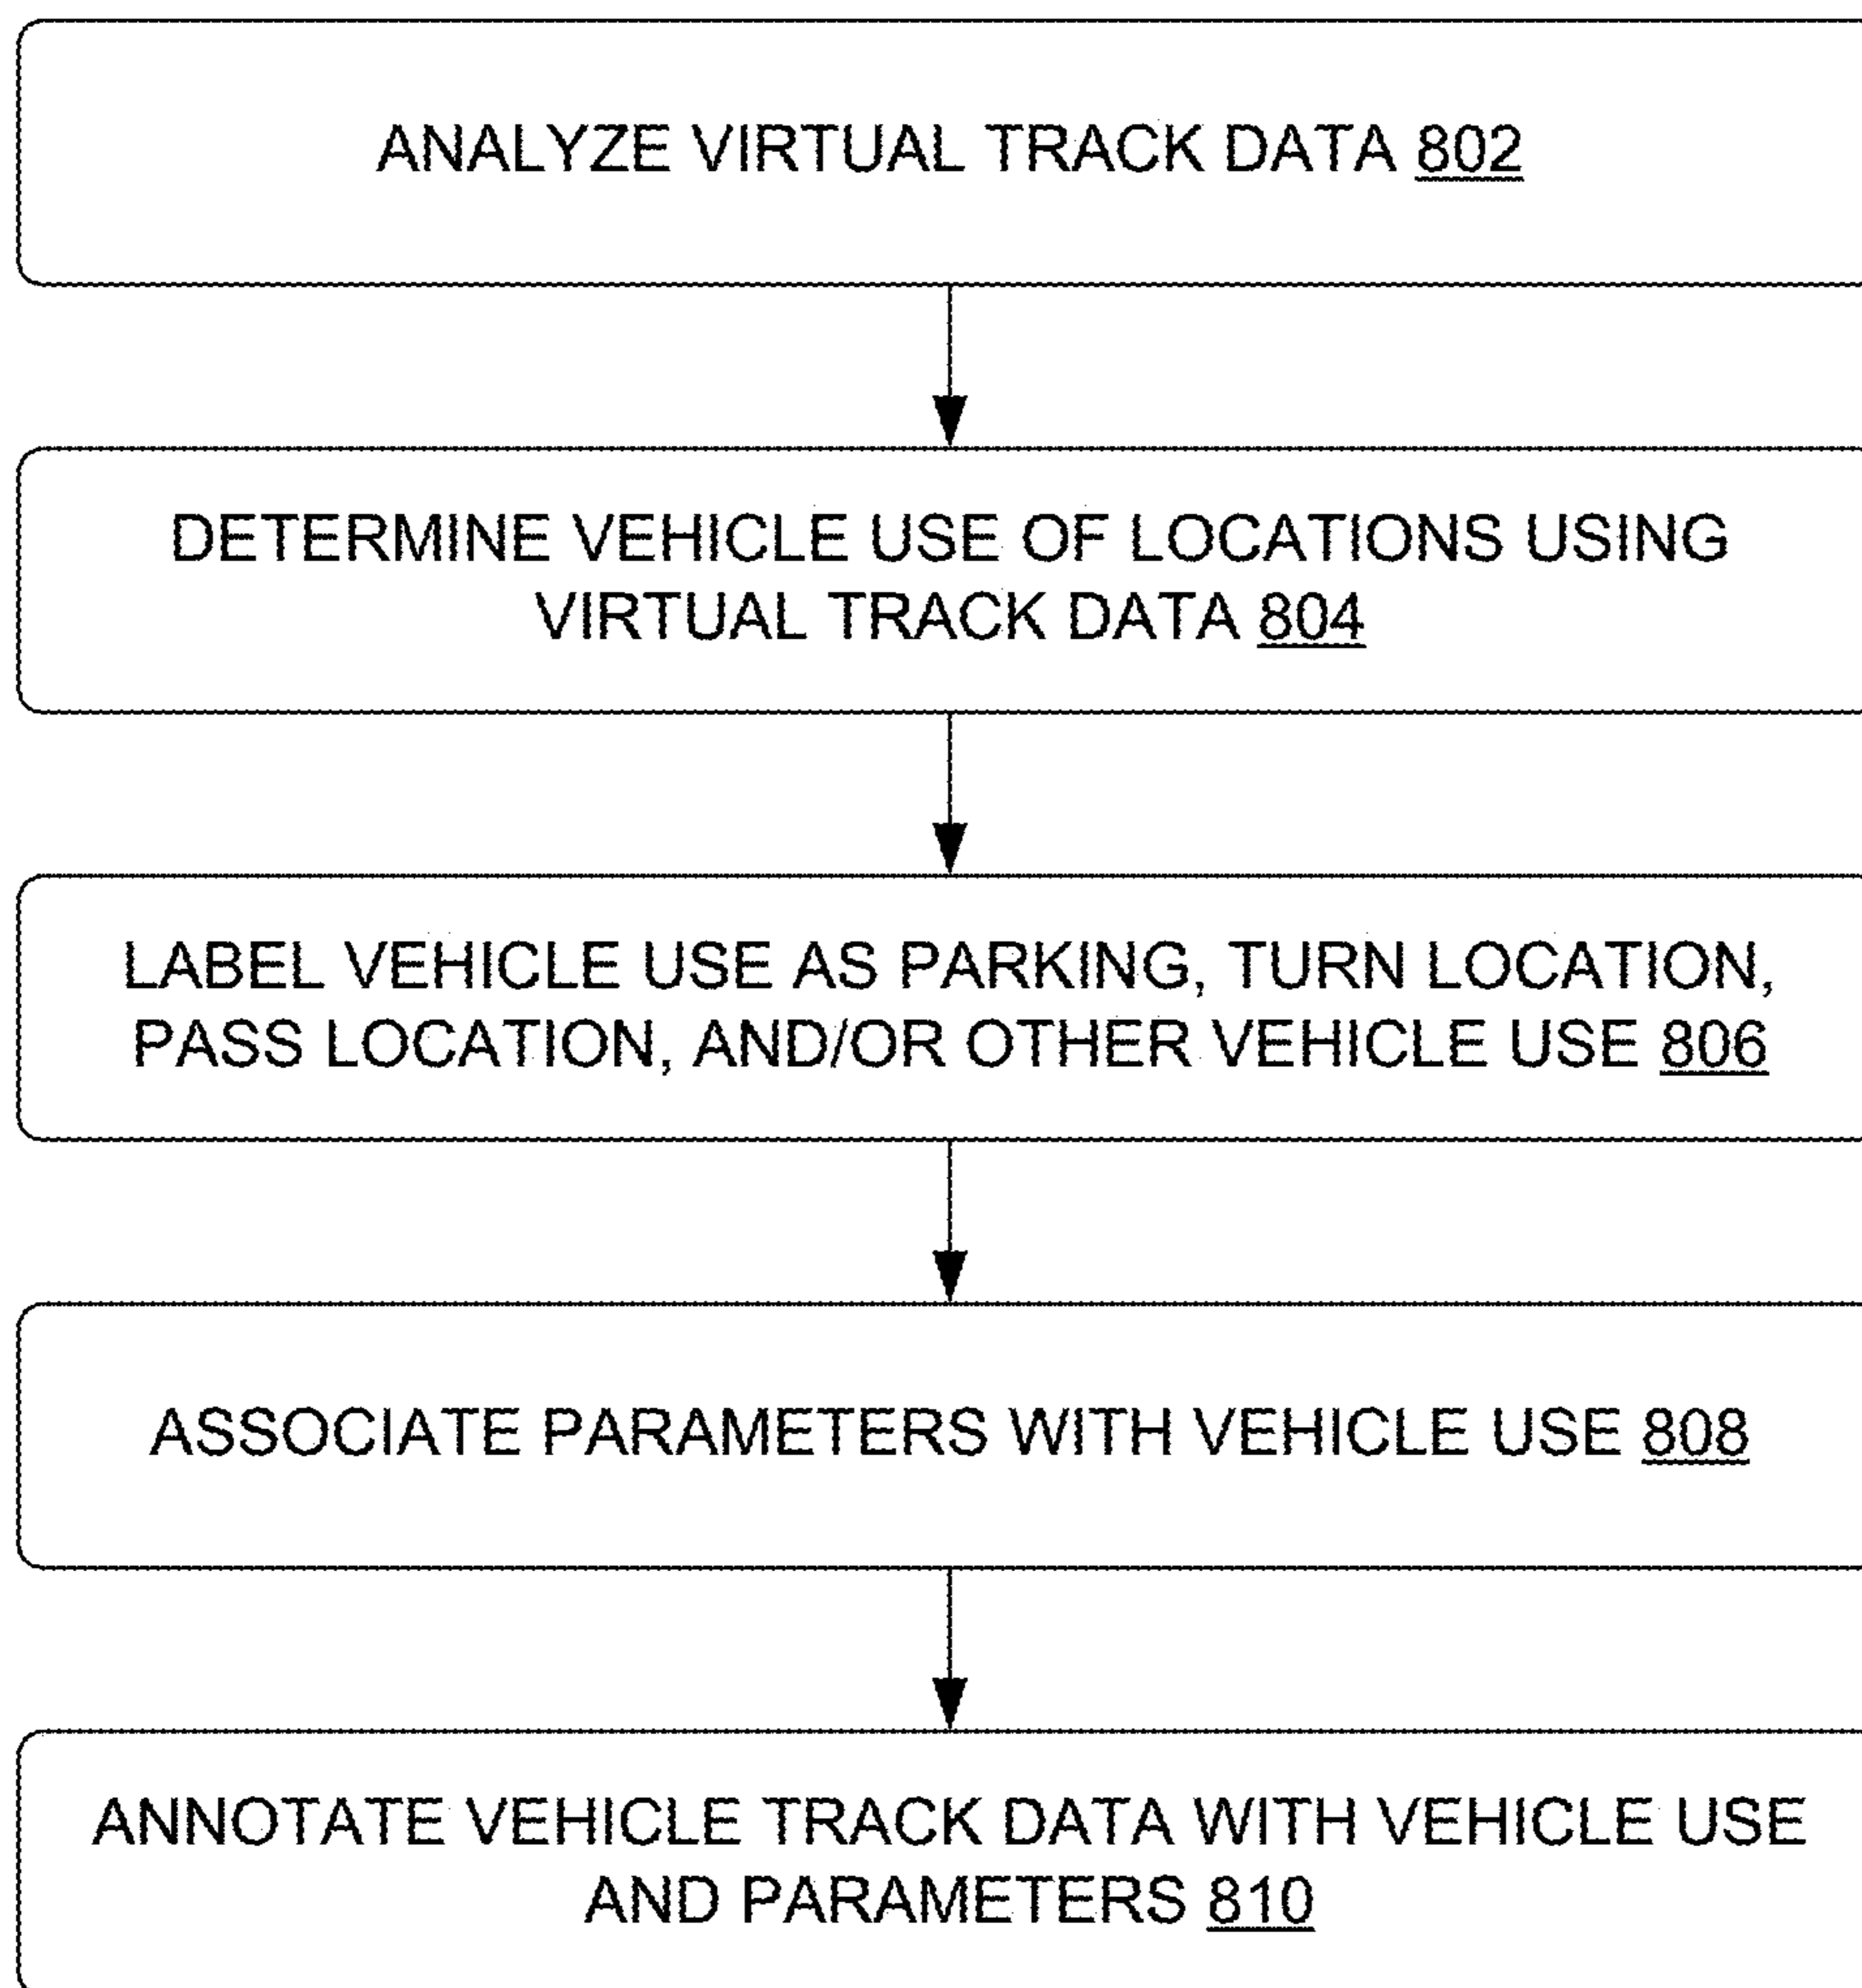 ANALYZE VIRTUAL TRACK DATA 802
DETERMINE VEHICLE USE OF LOCATIONS USING
VIRTUAL TRACK DATA 804
LABEL VEHICLE USE AS PARKING, TURN LOCATION,
PASS LOCATION, AND/OR OTHER VEHICLE USE 806
ASSOCIATE PARAMETERS WITH VEHICLE USE 808
ANNOTATE VEHICLE TRACK DATA WITH VEHICLE USE
AND PARAMETERS 810